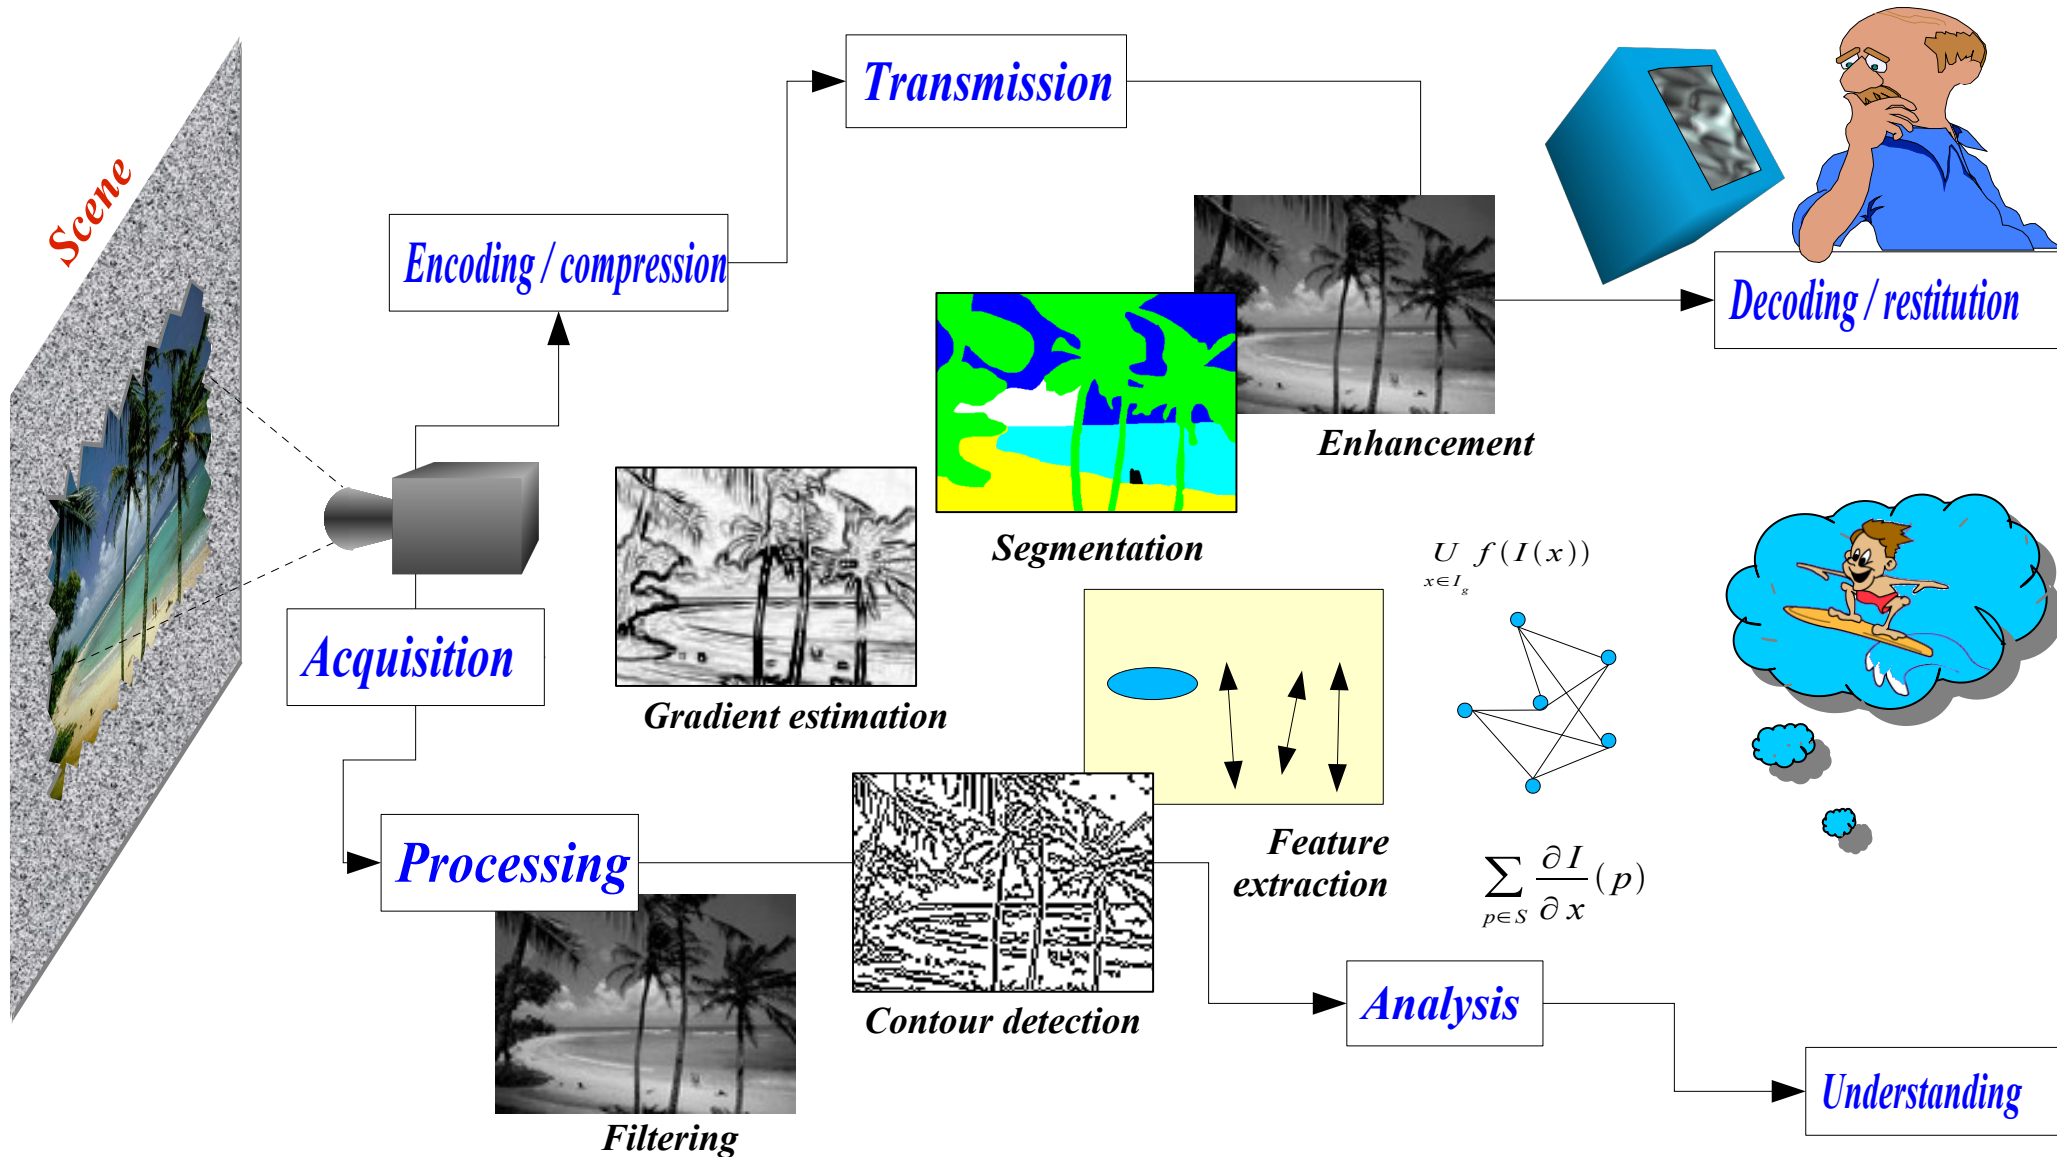 Transmission
Scene
Encoding / compression
Decoding / restitution
Enhancement
Segmentation
U f ( I ( x ) )
x ∈ I g
Acquisition
Gradient estimation
Feature
extraction
Processing
∑ ∂ I / ∂ x ( p )
p ∈ S
Contour detection
Analysis
Understanding
Filtering